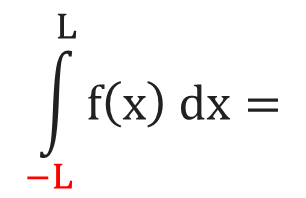 L
∫ f(x) dx =
−L